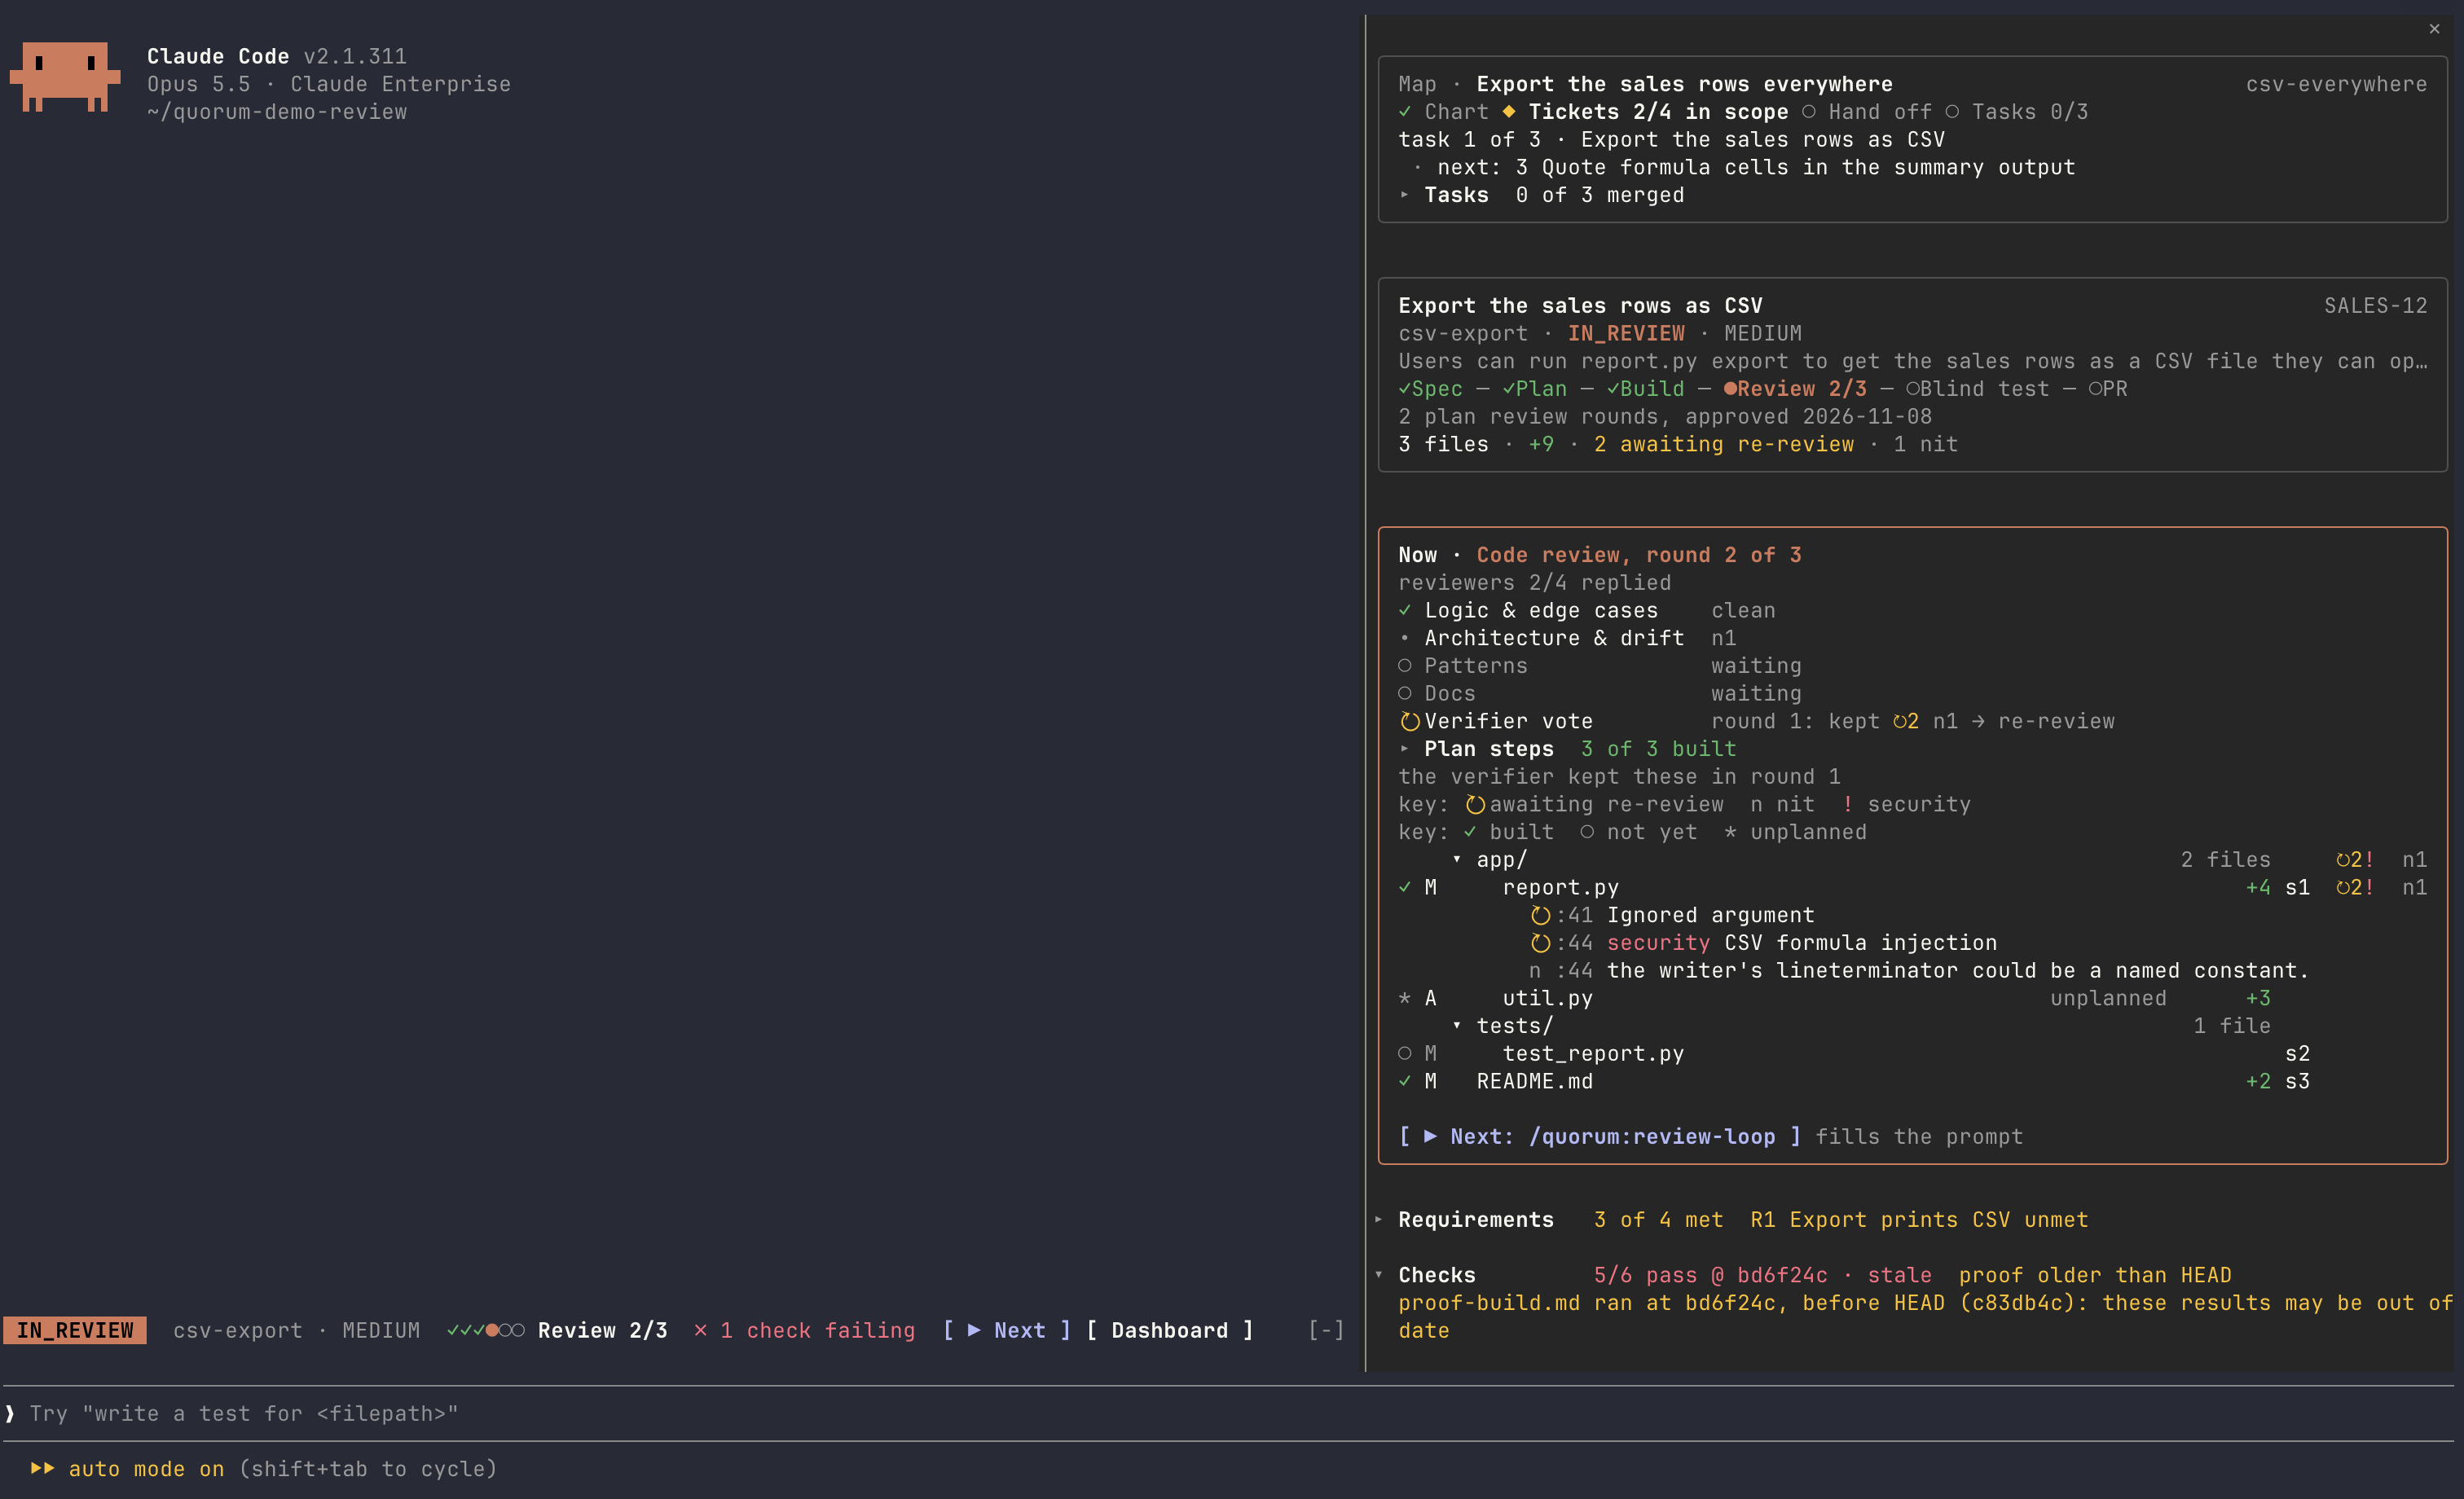 Claude Code v2.1.311
Opus 5.5 · Claude Enterprise
~/quorum-demo-review
×
Map · Export the sales rows everywhere csv-everywhere
✓ Chart ◆ Tickets 2/4 in scope ○ Hand off ○ Tasks 0/3
task 1 of 3 · Export the sales rows as CSV
· next: 3 Quote formula cells in the summary output
▸ Tasks 0 of 3 merged
Export the sales rows as CSV SALES-12
csv-export · IN_REVIEW · MEDIUM
Users can run report.py export to get the sales rows as a CSV file they can op…
✓Spec — ✓Plan — ✓Build — ●Review 2/3 — ○Blind test — ○PR
2 plan review rounds, approved 2026-11-08
3 files · +9 · 2 awaiting re-review · 1 nit
Now · Code review, round 2 of 3
reviewers 2/4 replied
✓ Logic & edge cases clean
• Architecture & drift n1
○ Patterns waiting
○ Docs waiting
↻ Verifier vote round 1: kept ↻2 n1 → re-review
▸ Plan steps 3 of 3 built
the verifier kept these in round 1
key: ↻ awaiting re-review n nit ! security
key: ✓ built ○ not yet * unplanned
▾ app/ 2 files ↻2! n1
✓ M report.py +4 s1 ↻2! n1
↻ :41 Ignored argument
↻ :44 security CSV formula injection
n :44 the writer's lineterminator could be a named constant.
* A util.py unplanned +3
▾ tests/ 1 file
○ M test_report.py s2
✓ M README.md +2 s3
[ ▶ Next: /quorum:review-loop ] fills the prompt
▸ Requirements 3 of 4 met R1 Export prints CSV unmet
▾ Checks 5/6 pass @ bd6f24c · stale proof older than HEAD
proof-build.md ran at bd6f24c, before HEAD (c83db4c): these results may be out of
date
IN_REVIEW csv-export · MEDIUM ✓✓✓●○○ Review 2/3 × 1 check failing [ ▶ Next ] [ Dashboard ] [-]
❯ Try "write a test for <filepath>"
▶▶ auto mode on (shift+tab to cycle)